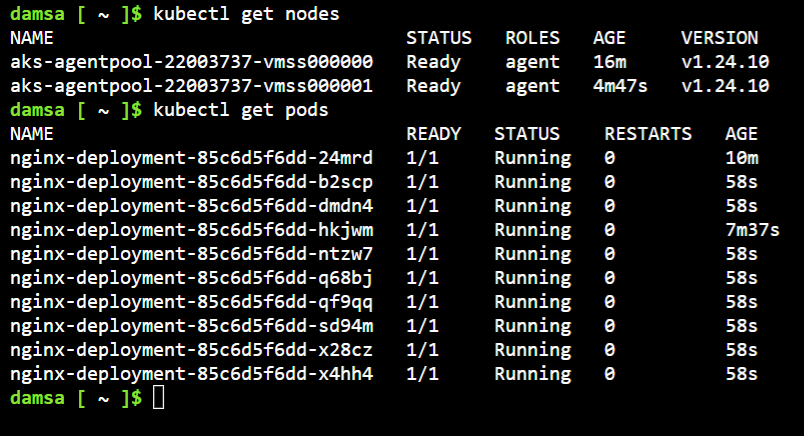 damsa [ ~ ]$ kubectl get nodes
NAME STATUS ROLES AGE VERSION
aks-agentpool-22003737-vmss000000 Ready agent 16m v1.24.10
aks-agentpool-22003737-vmss000001 Ready agent 4m47s v1.24.10
damsa [ ~ ]$ kubectl get pods
NAME READY STATUS RESTARTS AGE
nginx-deployment-85c6d5f6dd-24mrd 1/1 Running 0 10m
nginx-deployment-85c6d5f6dd-b2scp 1/1 Running 0 58s
nginx-deployment-85c6d5f6dd-dmdn4 1/1 Running 0 58s
nginx-deployment-85c6d5f6dd-hkjwm 1/1 Running 0 7m37s
nginx-deployment-85c6d5f6dd-ntzw7 1/1 Running 0 58s
nginx-deployment-85c6d5f6dd-q68bj 1/1 Running 0 58s
nginx-deployment-85c6d5f6dd-qf9qq 1/1 Running 0 58s
nginx-deployment-85c6d5f6dd-sd94m 1/1 Running 0 58s
nginx-deployment-85c6d5f6dd-x28cz 1/1 Running 0 58s
nginx-deployment-85c6d5f6dd-x4hh4 1/1 Running 0 58s
damsa [ ~ ]$